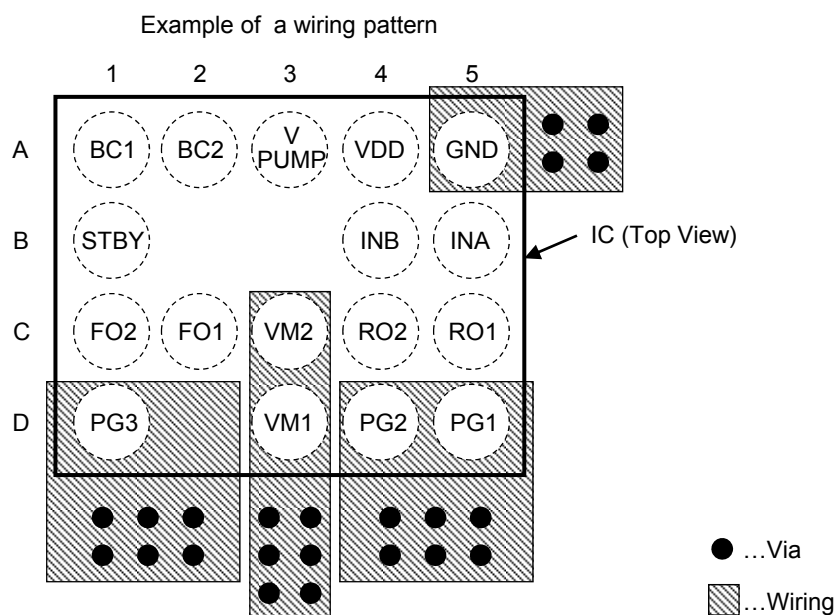 Example of a wiring pattern
1 2 3 4 5
A BC1 BC2 V PUMP VDD GND
B STBY INB INA
IC (Top View)
C FO2 FO1 VM2 RO2 RO1
D PG3 VM1 PG2 PG1
…Via
…Wiring